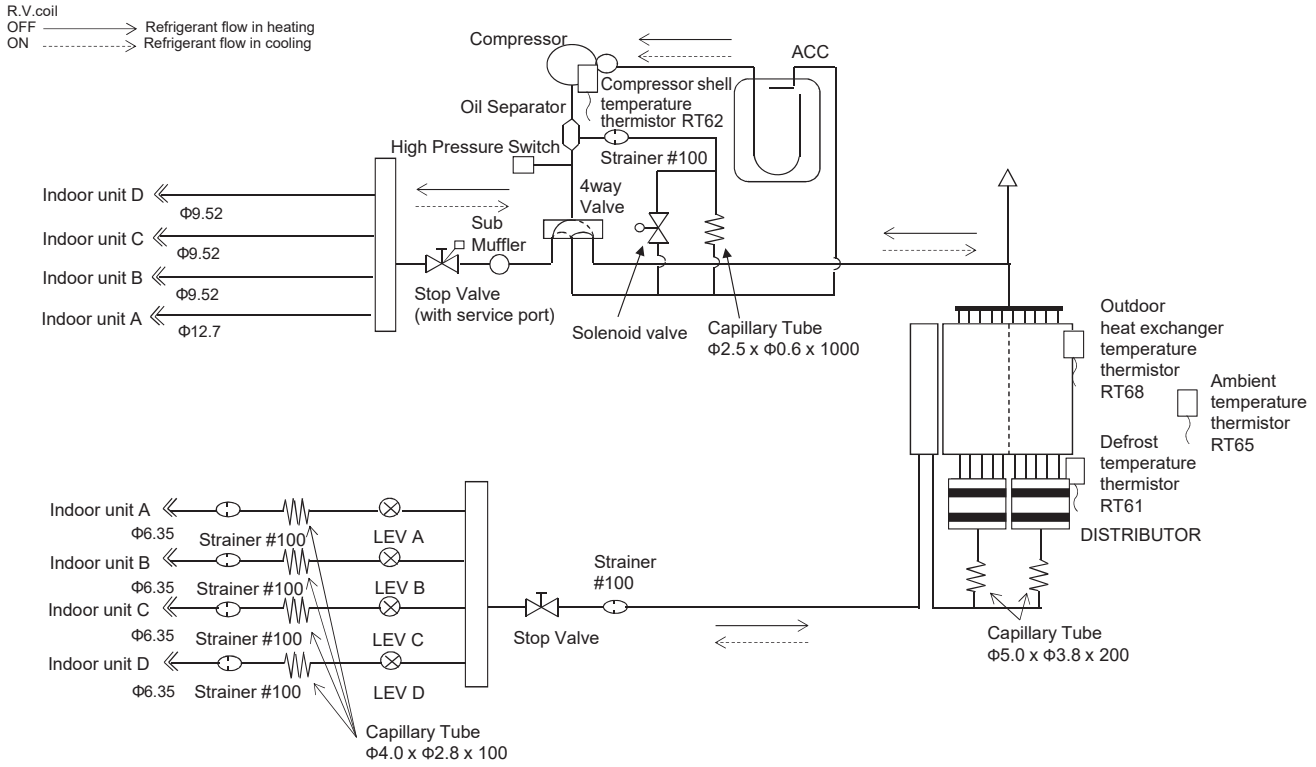 R.V.coil
OFF Refrigerant flow in heating
ON Refrigerant flow in cooling
Compressor
ACC
Compressor shell
temperature
thermistor RT62
Oil Separator
High Pressure Switch
Strainer #100
4way
Valve
Indoor unit D
Φ9.52
Indoor unit C
Φ9.52
Indoor unit B
Φ9.52
Indoor unit A
Φ12.7
Sub
Muffler
Stop Valve
(with service port)
Solenoid valve
Capillary Tube
Φ2.5 x Φ0.6 x 1000
Outdoor
heat exchanger
temperature
thermistor
RT68
Ambient
temperature
thermistor
RT65
Defrost
temperature
thermistor
RT61
DISTRIBUTOR
Capillary Tube
Φ5.0 x Φ3.8 x 200
Indoor unit A
Φ6.35
Strainer #100
LEV A
Indoor unit B
Φ6.35
Strainer #100
LEV B
Indoor unit C
Φ6.35
Strainer #100
LEV C
Indoor unit D
Φ6.35
Strainer #100
LEV D
Capillary Tube
Φ4.0 x Φ2.8 x 100
Stop Valve
Strainer
#100